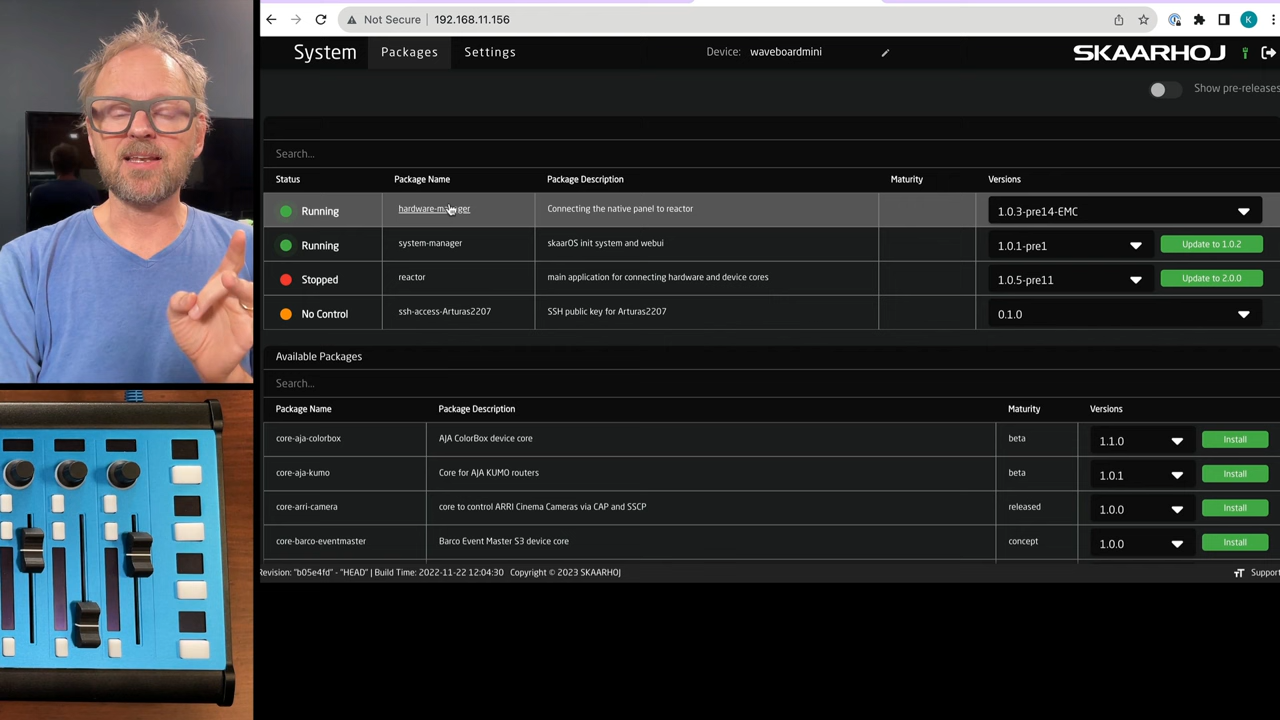 Not Secure 192.168.11.156
K
System Packages Settings Device: waveboardmini SKAARHOJ
Show pre-releases
Search...
Status Package Name Package Description Maturity Versions
Running hardware-manager Connecting the native panel to reactor 1.0.3-pre14-EMC
Running system-manager skaarOS init system and webui 1.0.1-pre1 Update to 1.0.2
Stopped reactor main application for connecting hardware and device cores 1.0.5-pre11 Update to 2.0.0
No Control ssh-access-Arturas2207 SSH public key for Arturas2207 0.1.0
Available Packages
Search...
Package Name Package Description Maturity Versions
core-aja-colorbox AJA ColorBox device core beta 1.1.0 Install
core-aja-kumo Core for AJA KUMO routers beta 1.0.1 Install
core-arri-camera core to control ARRI Cinema Cameras via CAP and SSCP released 1.0.0 Install
core-barco-eventmaster Barco Event Master S3 device core concept 1.0.0 Install
Revision: "b05e4fd" - "HEAD" | Build Time: 2022-11-22 12:04:30 Copyright © 2023 SKAARHOJ Support